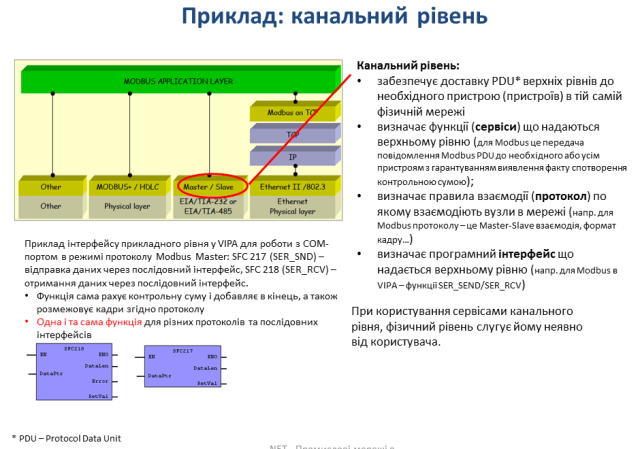 Приклад: канальний рівень
MODBUS APPLICATION LAYER
Modbus on TCP
TCP
IP
Other
MODBUS+ / HDLC
Master / Slave
Ethernet II /802.3
Other
Physical layer
EIA/TIA-232 or
EIA/TIA-485
Ethernet
Physical layer
Приклад інтерфейсу прикладного рівня у VIPA для роботи з COM-
портом в режимі протоколу Modbus Master: SFC 217 (SER_SND) –
відправка даних через послідовний інтерфейс, SFC 218 (SER_RCV) –
отримання даних через послідовний інтерфейс.
• Функція сама рахує контрольну суму і добавляє в кінець, а також
розмежовує кадри згідно протоколу
• Одна і та сама функція для різних протоколів та послідовних
інтерфейсів
SFC218
EN ENO
DataLen
DataPtr
Error
RetVal
SFC217
EN ENO
DataLen
DataPtr
RetVal
Канальний рівень:
• забезпечує доставку PDU* верхніх рівнів до
необхідного пристрою (пристроїв) в тій самій
фізичній мережі
• визначає функції (сервіси) що надаються
верхньому рівню (для Modbus це передача
повідомлення Modbus PDU до необхідного або усім
пристроям з гарантуванням виявлення факту спотворення
контрольною сумою);
• визначає правила взаємодії (протокол) по
якому взаємодіють вузли в мережі (напр. для
Modbus протоколу – це Master-Slave взаємодія, формат
кадру...)
• визначає програмний інтерфейс що
надається верхньому рівню (напр. для Modbus в
VIPA – функції SER_SEND/SER_RCV)
При користування сервісами канального
рівня, фізичний рівень слугує йому неявно
від користувача.
* PDU – Protocol Data Unit